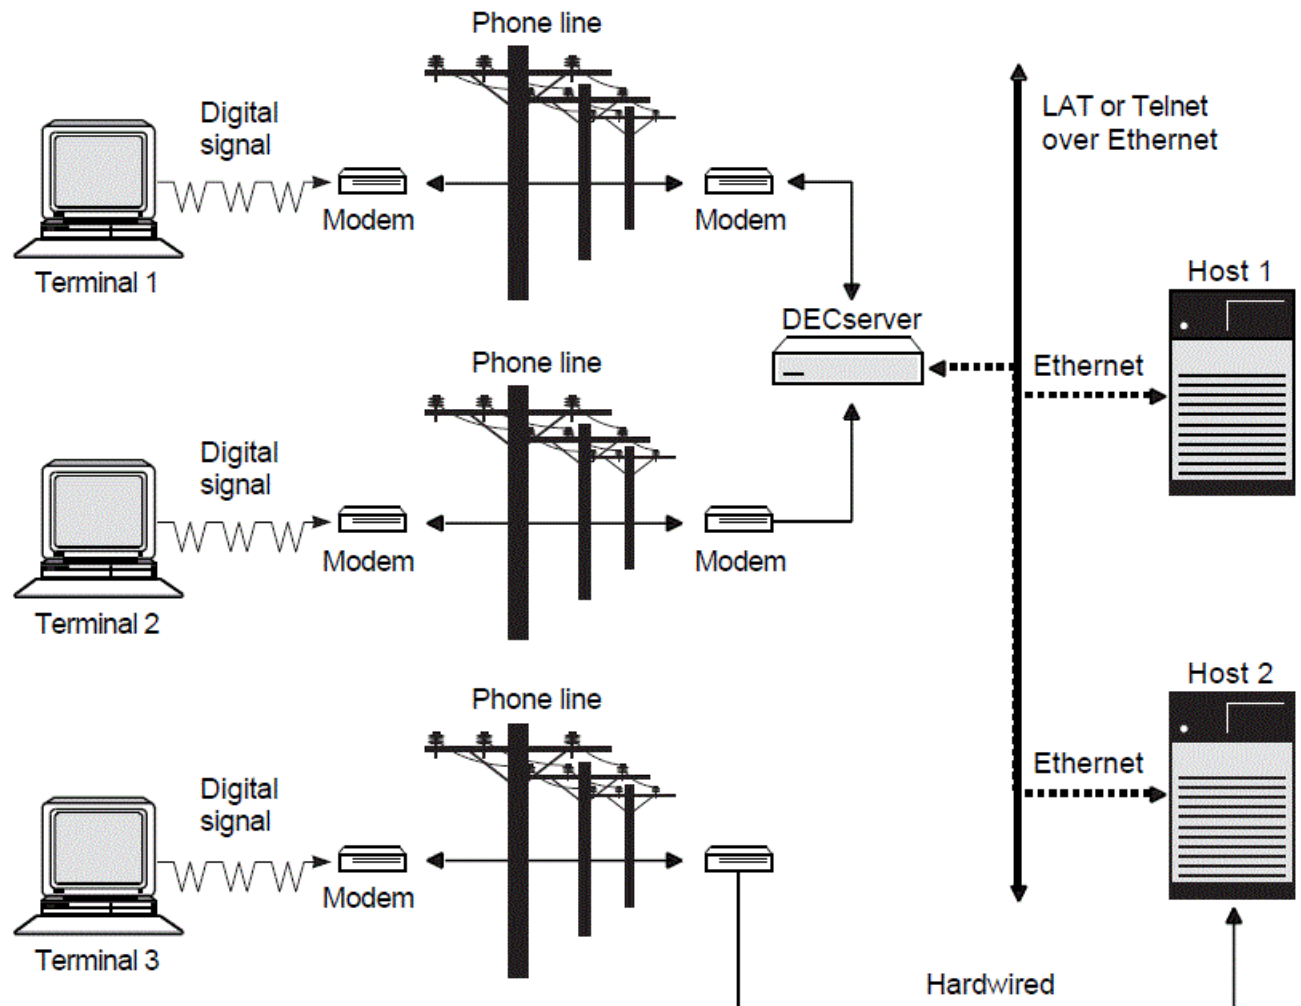 Phone line
Digital
signal
LAT or Telnet
over Ethernet
Modem
Modem
Terminal 1
Host 1
DECserver
Phone line
Ethernet
Digital
signal
Modem
Modem
Terminal 2
Host 2
Phone line
Ethernet
Digital
signal
Modem
Terminal 3
Hardwired